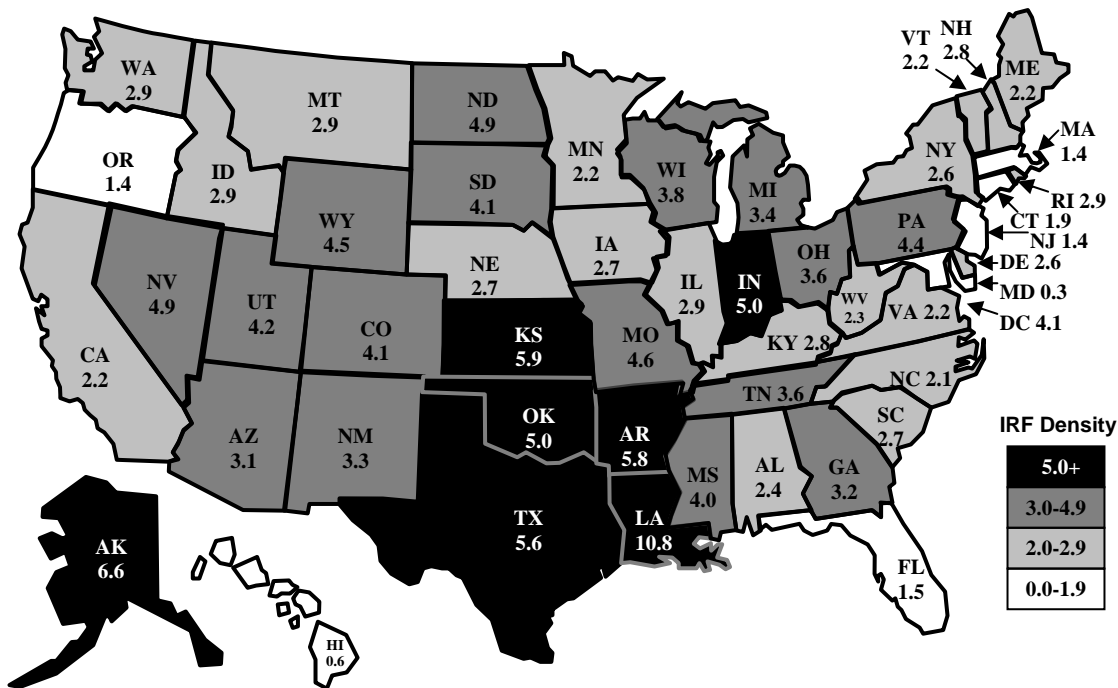 WA
2.9
OR
1.4
CA
2.2
NV
4.9
ID
2.9
MT
2.9
WY
4.5
UT
4.2
AZ
3.1
CO
4.1
NM
3.3
ND
4.9
SD
4.1
NE
2.7
KS
5.9
OK
5.0
TX
5.6
MN
2.2
IA
2.7
MO
4.6
AR
5.8
LA
10.8
WI
3.8
IL
2.9
MI
3.4
IN
5.0
OH
3.6
KY 2.8
TN 3.6
MS
4.0
AL
2.4
GA
3.2
FL
1.5
SC
2.7
NC 2.1
VA 2.2
WV
2.3
PA
4.4
NY
2.6
VT
2.2
NH
2.8
ME
2.2
MA
1.4
RI 2.9
CT 1.9
NJ 1.4
DE 2.6
MD 0.3
DC 4.1
AK
6.6
HI
0.6
IRF Density
5.0+
3.0-4.9
2.0-2.9
0.0-1.9